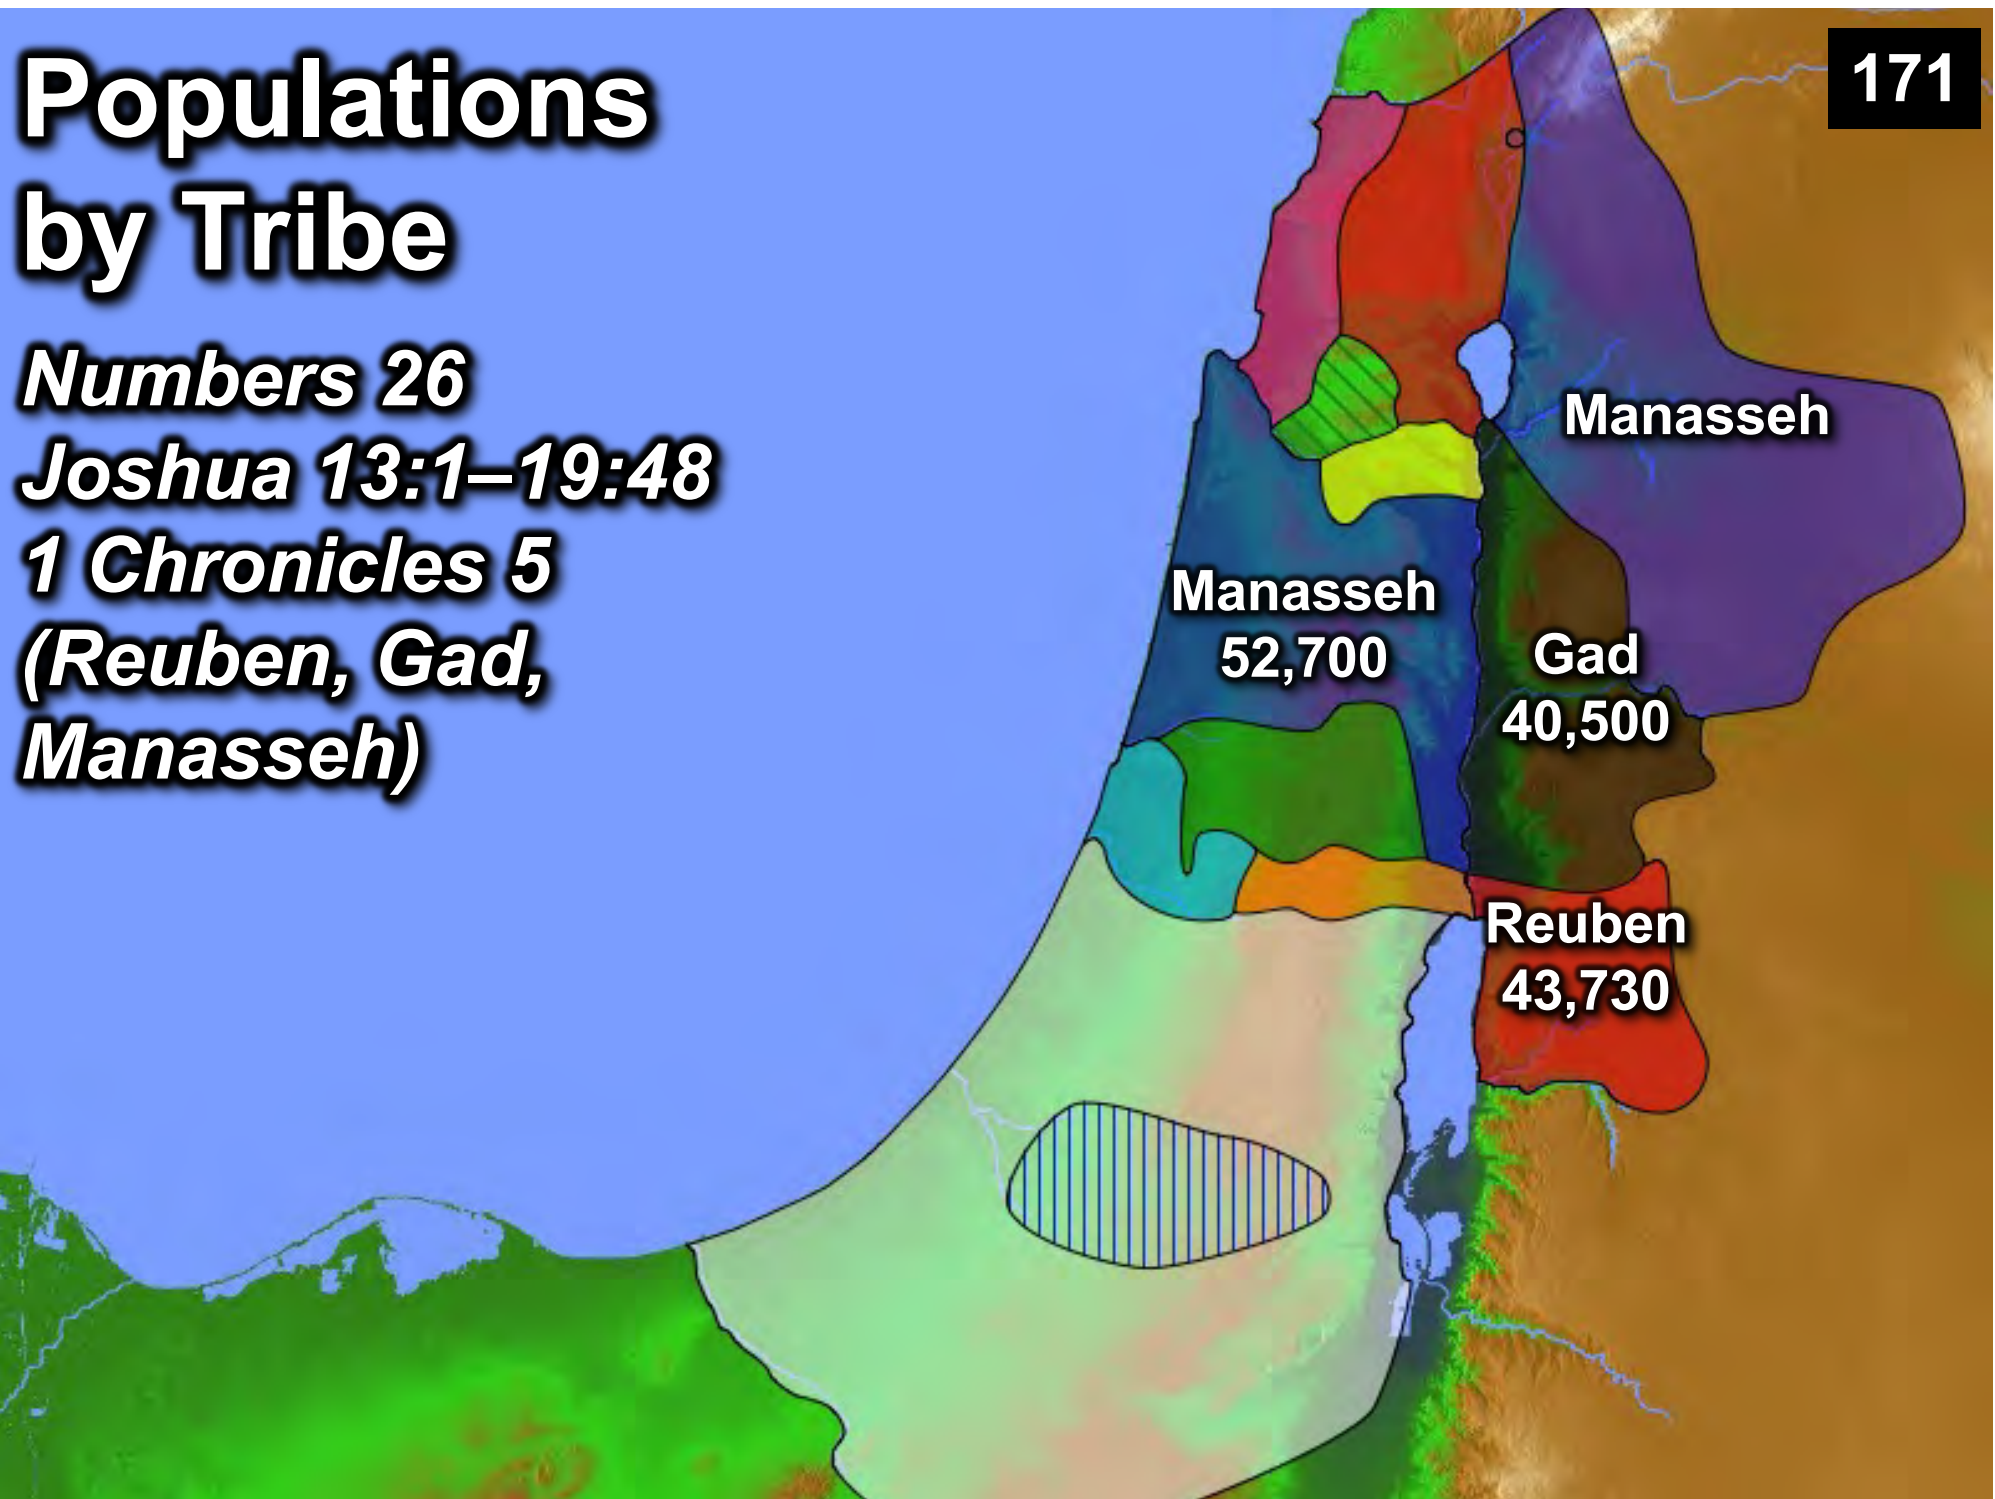 Populations
by Tribe
Numbers 26
Joshua 13:1–19:48
1 Chronicles 5
(Reuben, Gad,
Manasseh)
171
Manasseh
Manasseh
52,700
Gad
40,500
Reuben
43,730